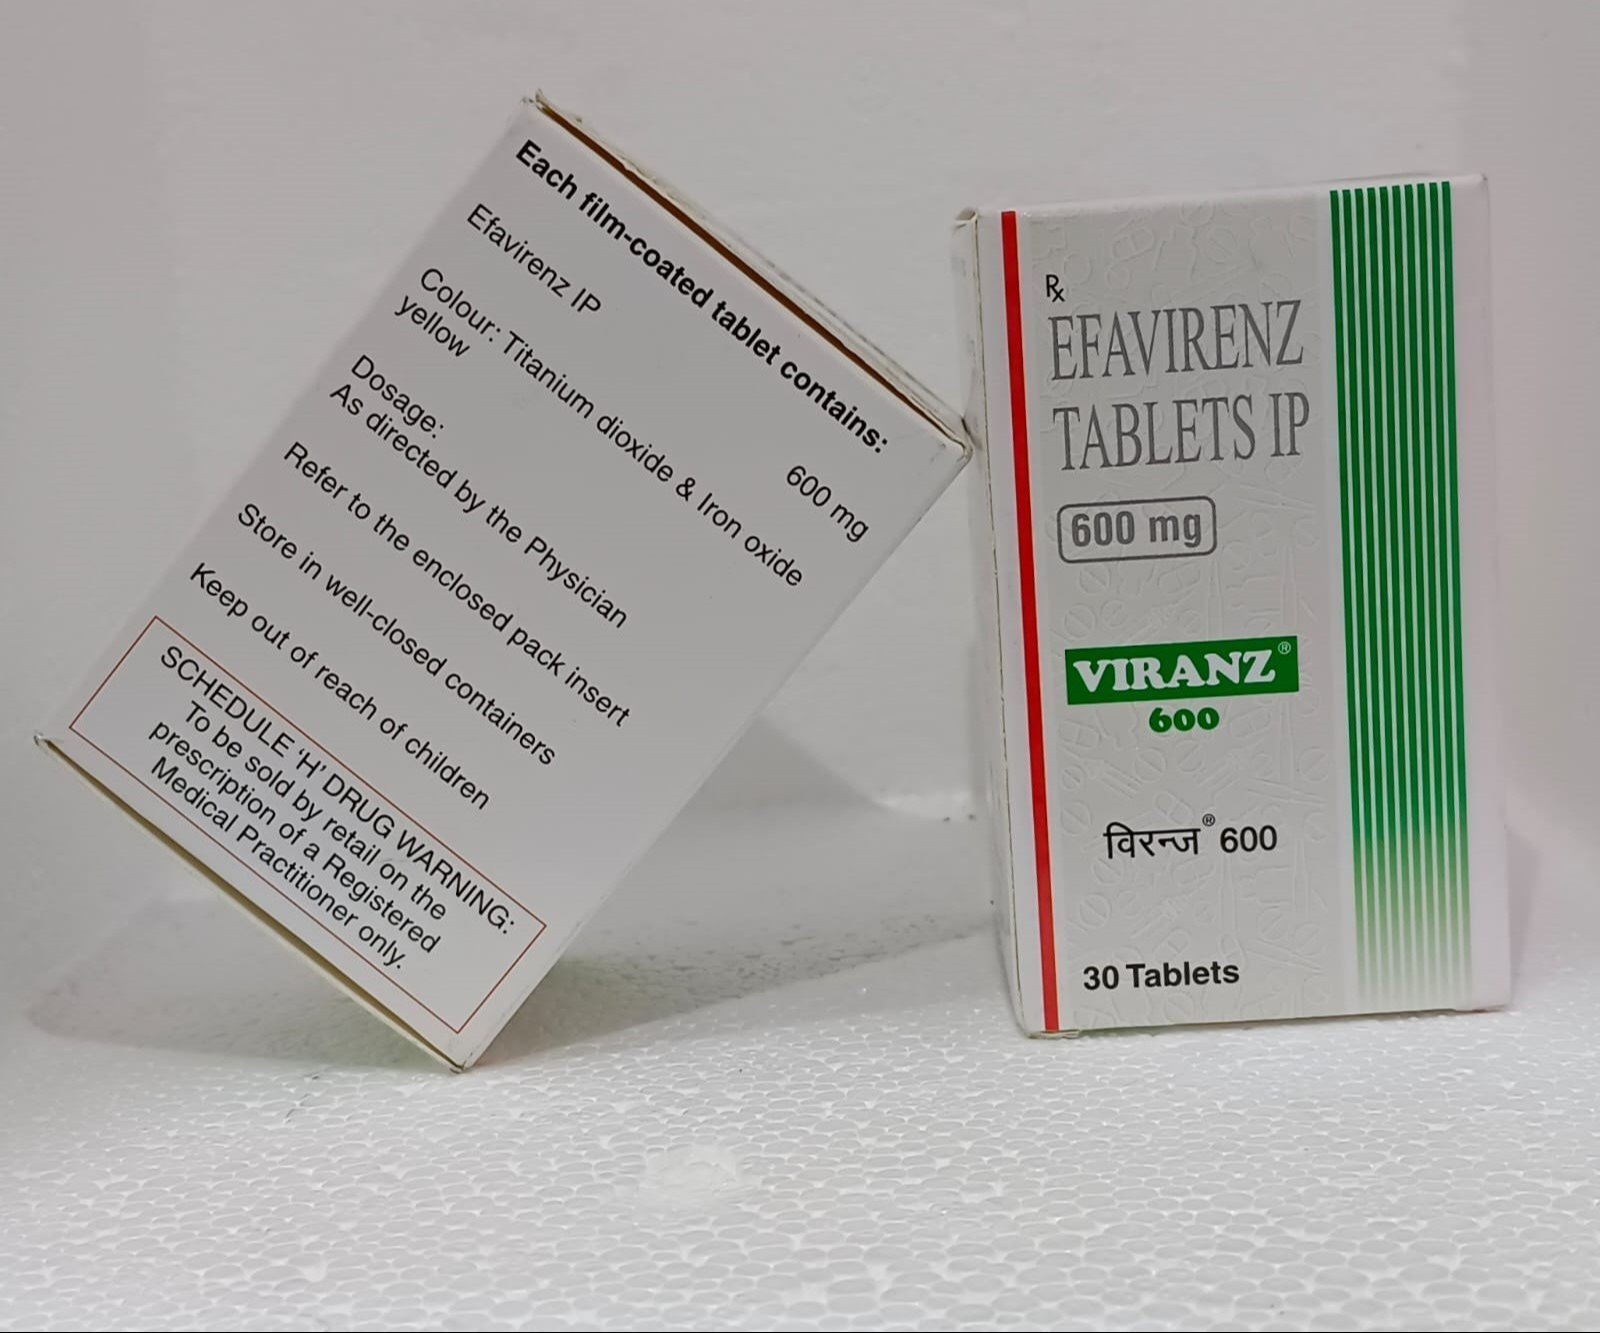 Each film-coated tablet contains:
Efavirenz IP 600 mg
Colour: Titanium dioxide & Iron oxide
yellow
Dosage:
As directed by the Physician
Refer to the enclosed pack insert
Store in well-closed containers
Keep out of reach of children
SCHEDULE ‘H’ DRUG WARNING:
To be sold by retail on the
prescription of a Registered
Medical Practitioner only.
Rx
EFAVIRENZ
TABLETS IP
600 mg
VIRANZ®
600
विरन्ज® 600
30 Tablets